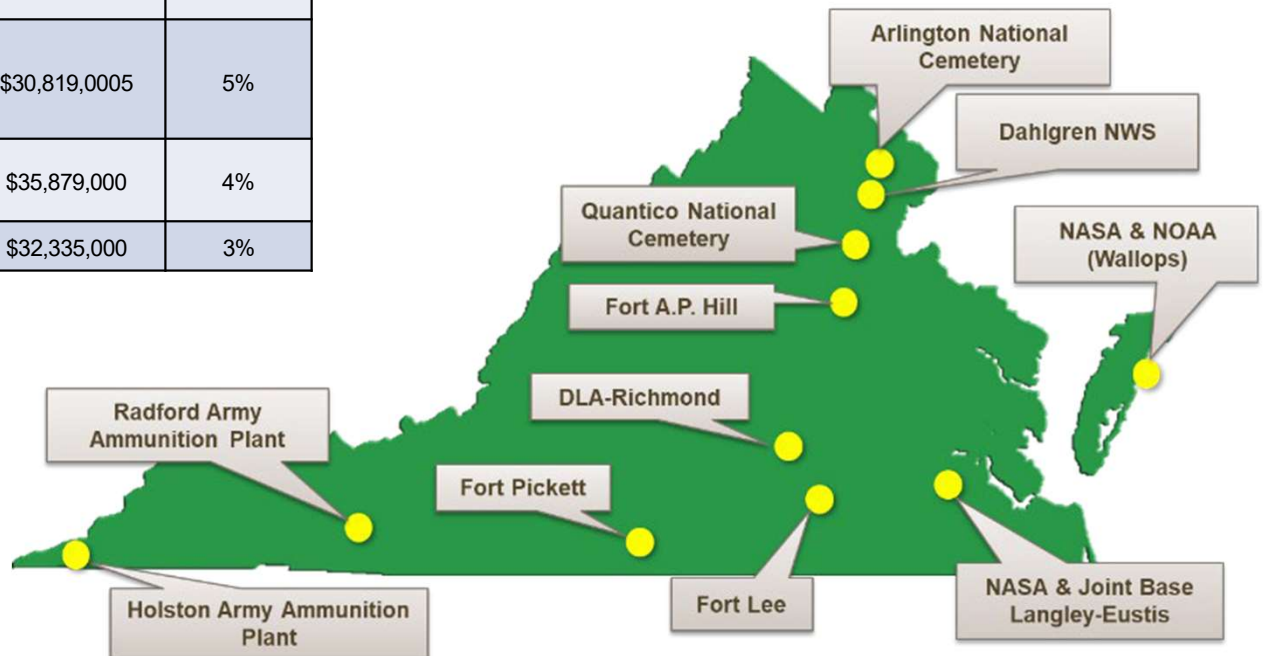 $30,819,0005 5%
$35,879,000 4%
$32,335,000 3%
Arlington National
Cemetery
Dahlgren NWS
Quantico National
Cemetery
NASA & NOAA
(Wallops)
Fort A.P. Hill
DLA-Richmond
Radford Army
Ammunition Plant
Fort Pickett
Holston Army Ammunition
Plant
Fort Lee
NASA & Joint Base
Langley-Eustis